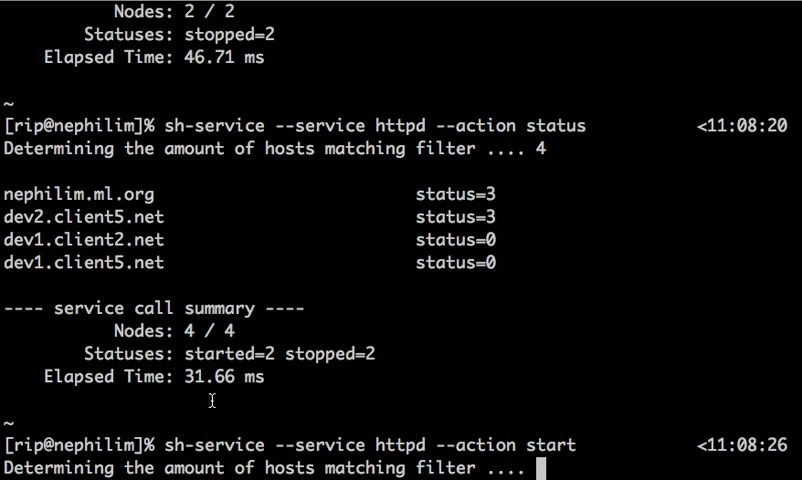 Nodes: 2 / 2
Statuses: stopped=2
Elapsed Time: 46.71 ms
~
[rip@nephilim]% sh-service --service httpd --action status <11:08:20
Determining the amount of hosts matching filter .... 4
nephilim.ml.org status=3
dev2.client5.net status=3
dev1.client2.net status=0
dev1.client5.net status=0
---- service call summary ----
Nodes: 4 / 4
Statuses: started=2 stopped=2
Elapsed Time: 31.66 ms
~
[rip@nephilim]% sh-service --service httpd --action start <11:08:26
Determining the amount of hosts matching filter ....